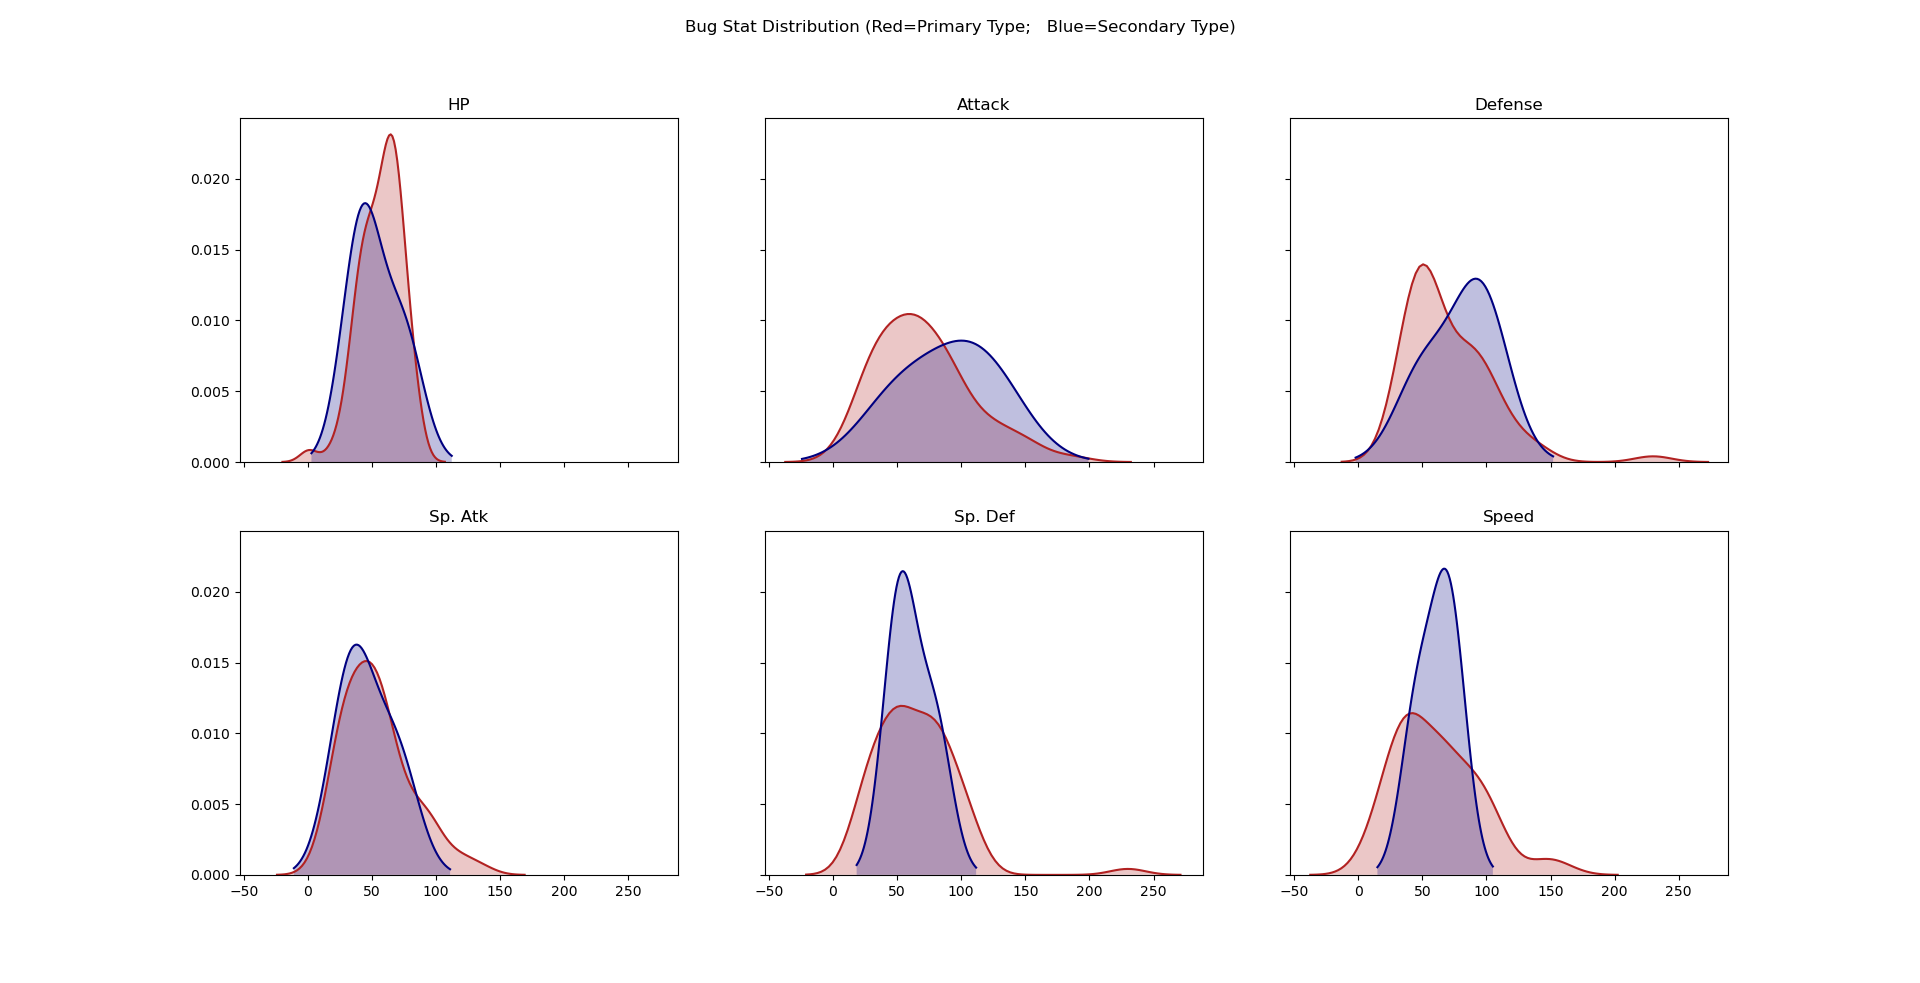 Bug Stat Distribution (Red=Primary Type;   Blue=Secondary Type)
HP
Attack
Defense
0.020
0.015
0.010
0.005
0.000
Sp. Atk
Sp. Def
Speed
0.020
0.015
0.010
0.005
0.000
−50 0 50 100 150 200 250
−50 0 50 100 150 200 250
−50 0 50 100 150 200 250